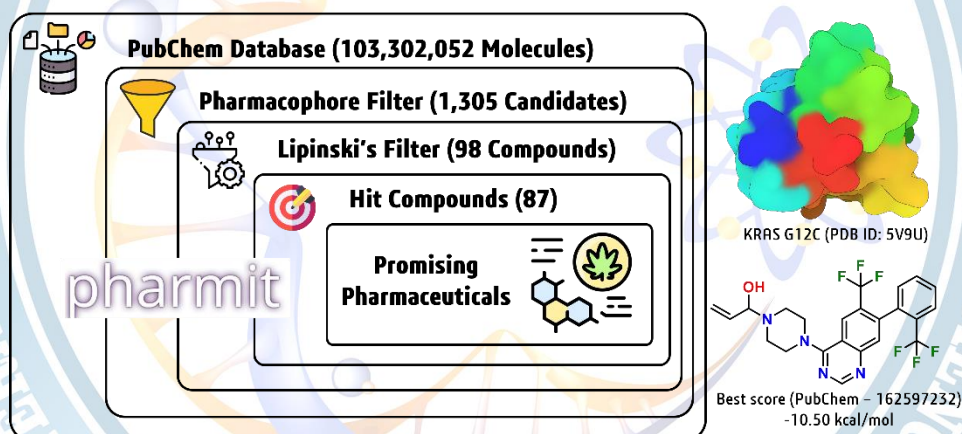 PubChem Database (103,302,052 Molecules)
Pharmacophore Filter (1,305 Candidates)
Lipinski's Filter (98 Compounds)
Hit Compounds (87)
Promising
Pharmaceuticals
pharmit
KRAS G12C (PDB ID: 5V9U)
OH
F
F
F
N
N
N
N
F
F
F
Best score (PubChem – 162597232)
-10.50 kcal/mol